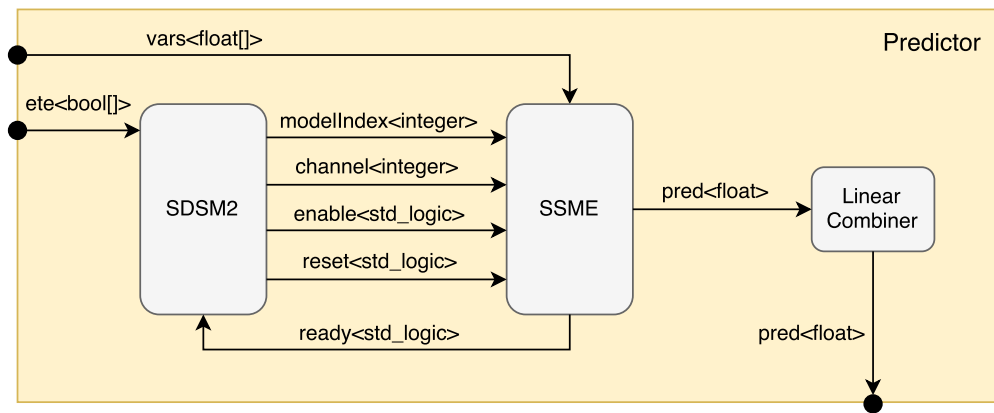 vars<float[]>
Predictor
ete<bool[]>
modelIndex<integer>
channel<integer>
SDSM2
enable<std_logic>
reset<std_logic>
ready<std_logic>
SSME
pred<float>
Linear
Combiner
pred<float>